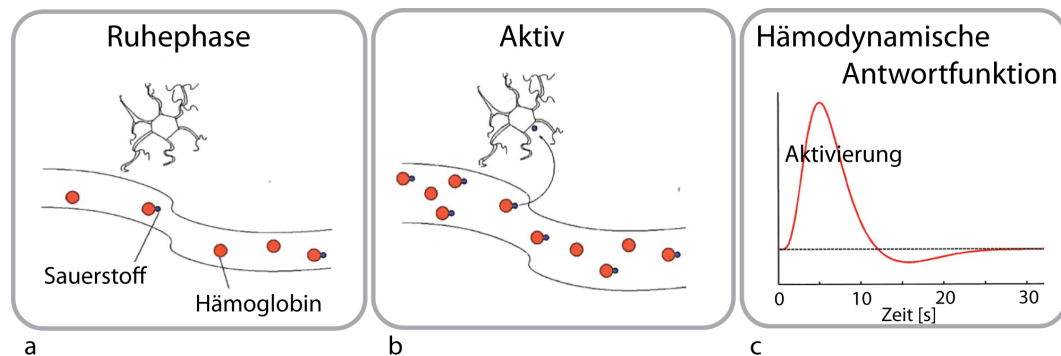 Ruhephase
Sauerstoff
Hämoglobin
a
Aktiv
b
Hämodynamische
Antwortfunktion
Aktivierung
0 10 20 30
Zeit [s]
c